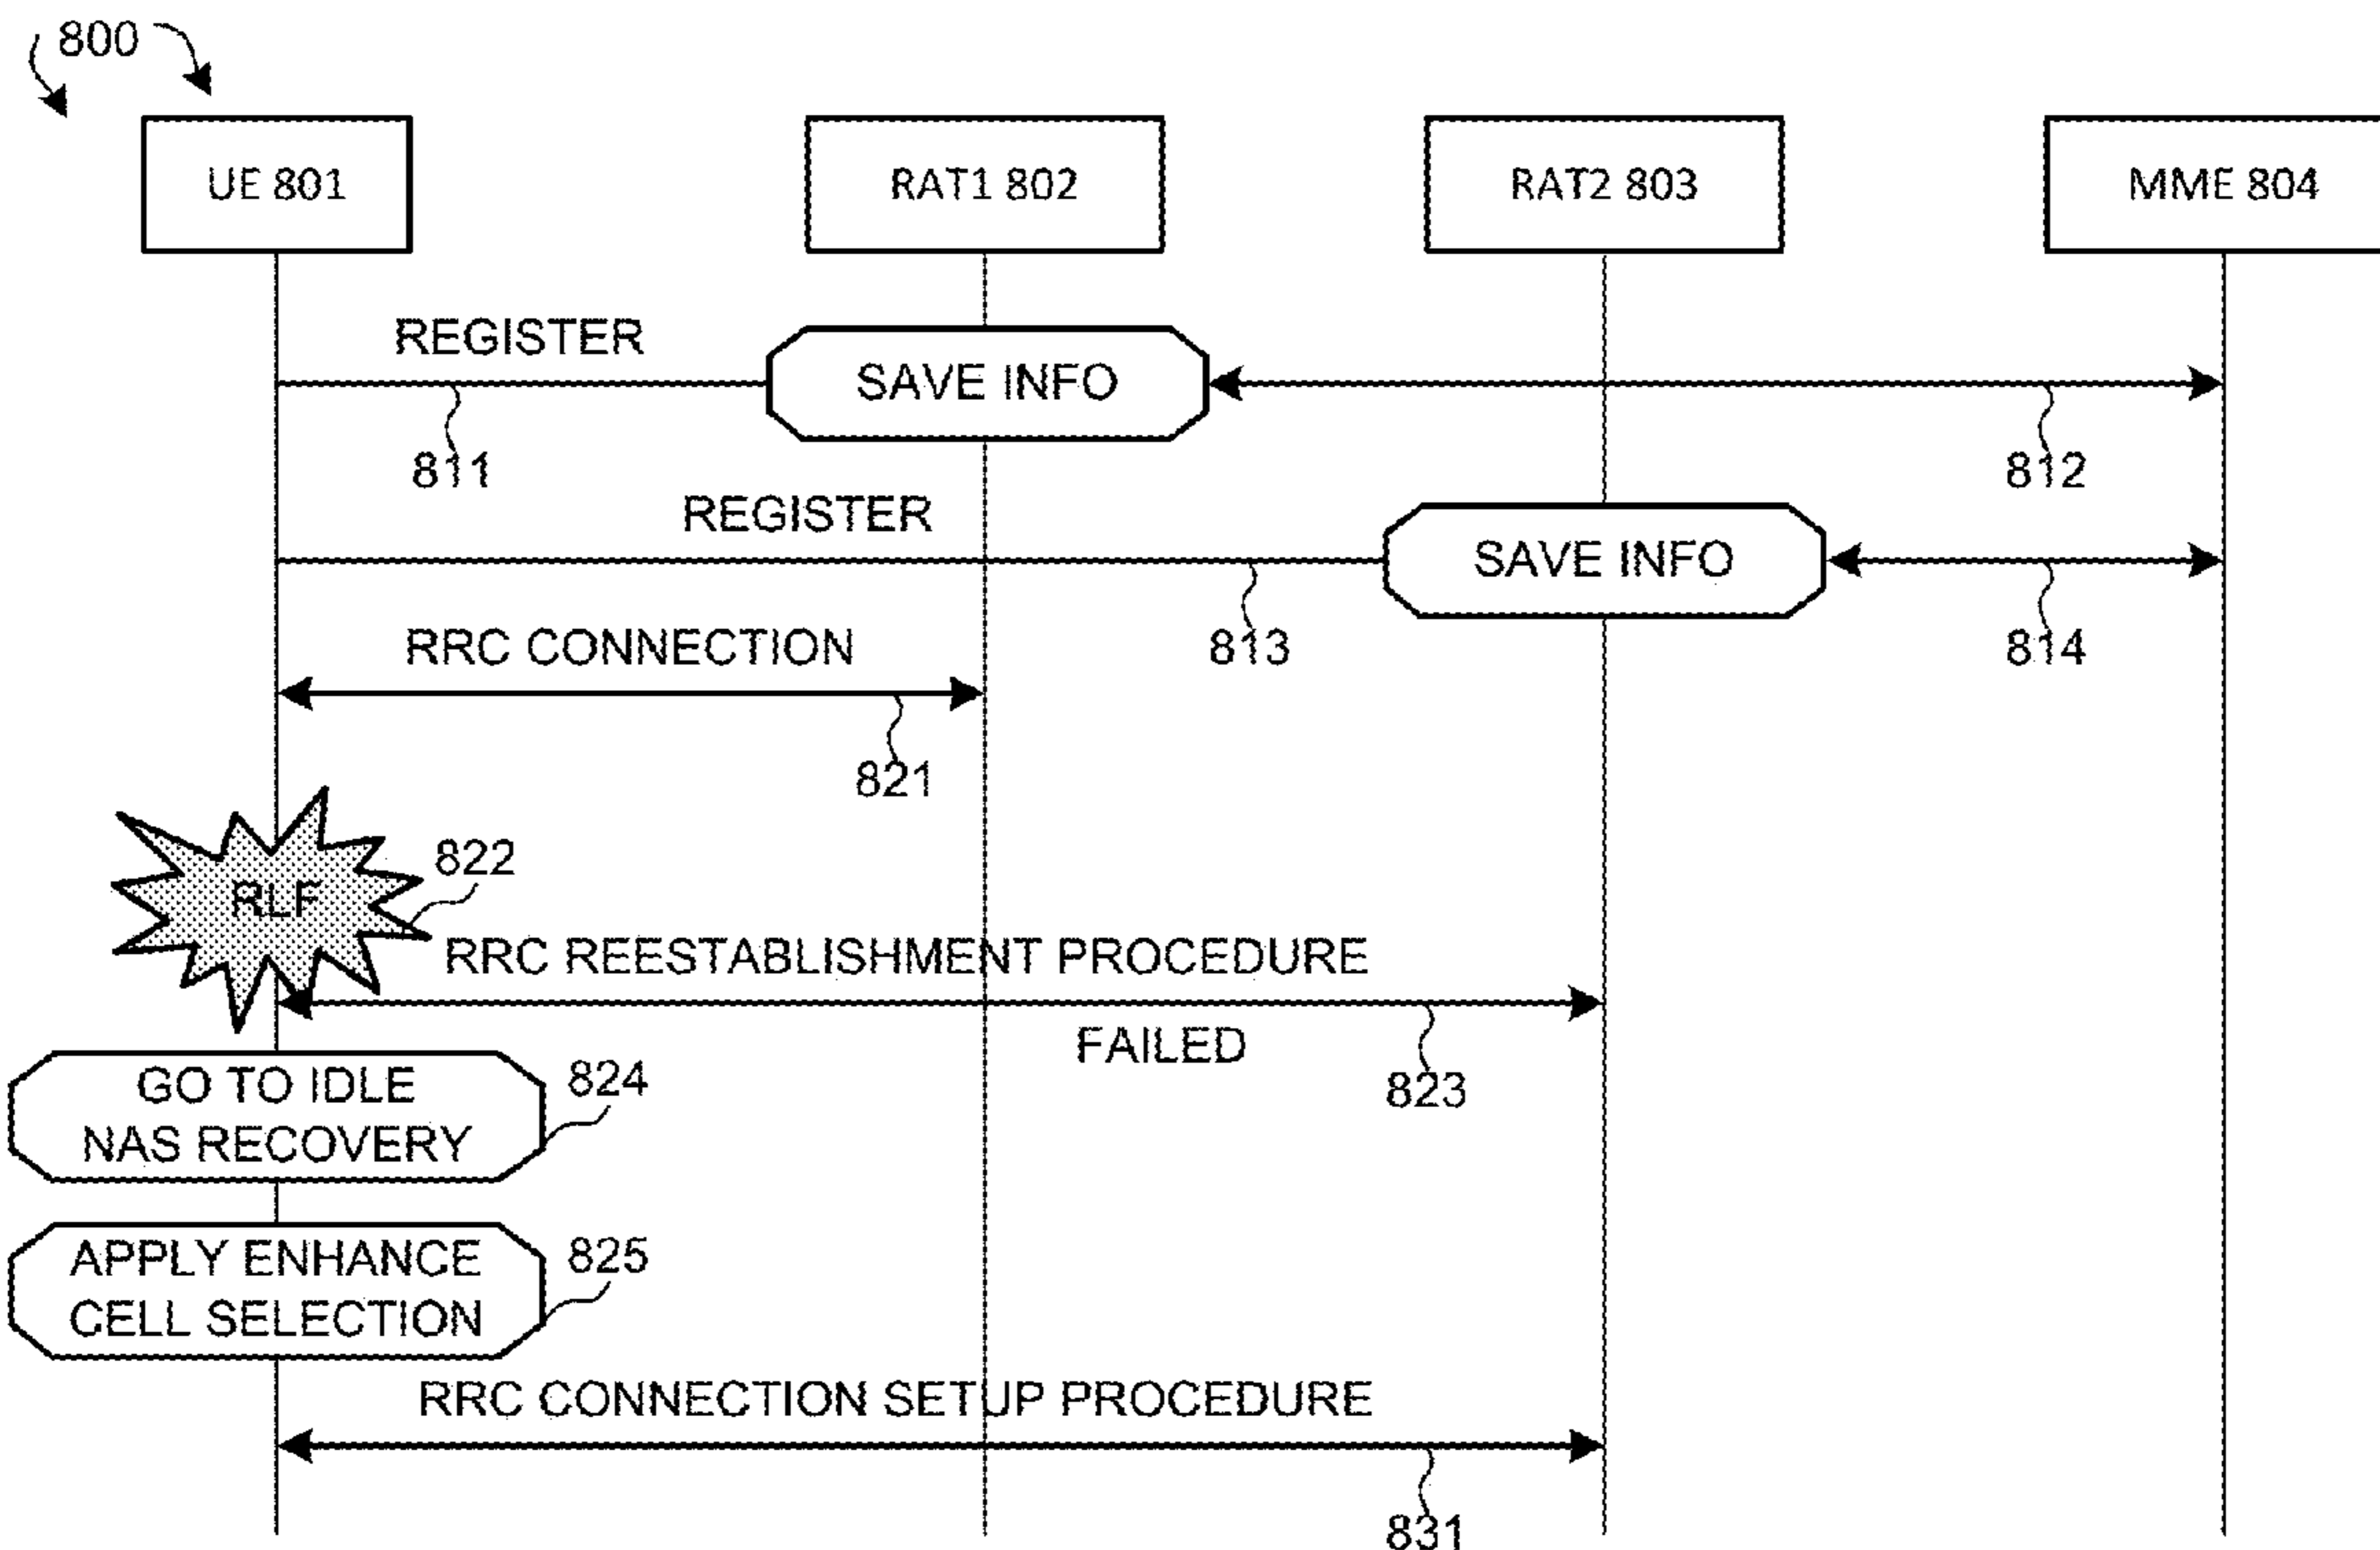 800
UE 801
RAT1 802
RAT2 803
MME 804
REGISTER
SAVE INFO
811
812
REGISTER
SAVE INFO
813
814
RRC CONNECTION
821
RLF
822
RRC REESTABLISHMENT PROCEDURE
FAILED
823
GO TO IDLE
NAS RECOVERY
824
APPLY ENHANCE
CELL SELECTION
825
RRC CONNECTION SETUP PROCEDURE
831